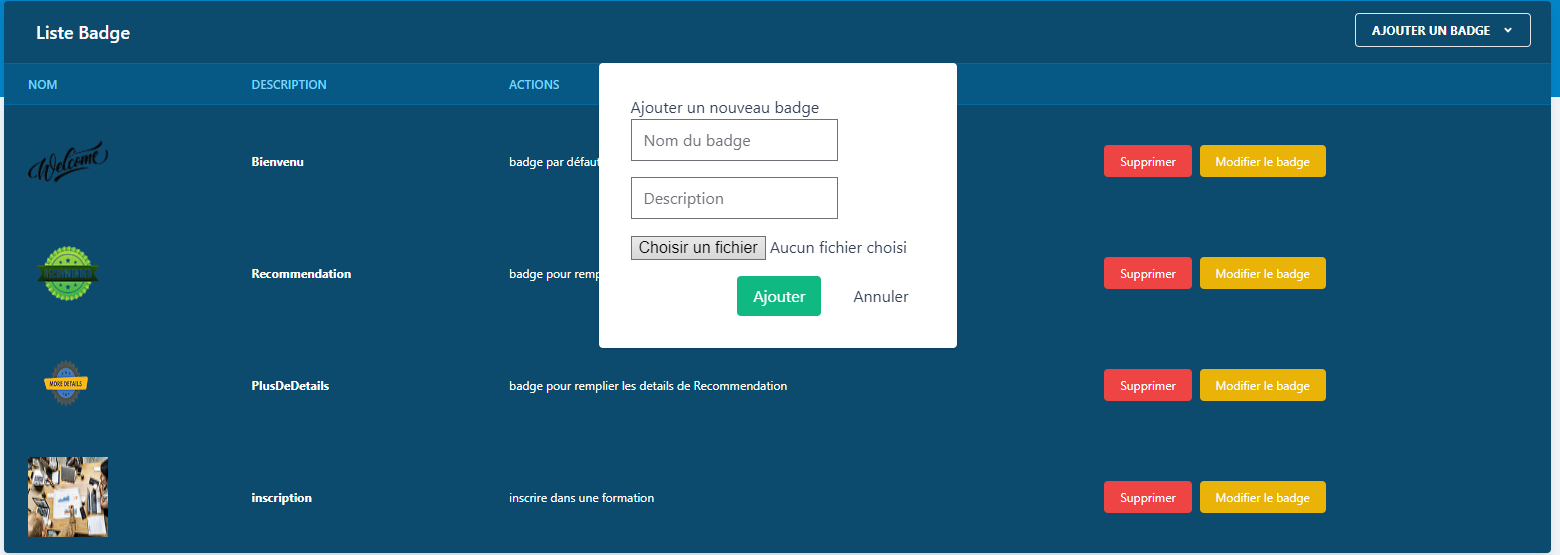 Liste Badge
AJOUTER UN BADGE
NOM DESCRIPTION ACTIONS
Ajouter un nouveau badge
Nom du badge
Description
Choisir un fichier Aucun fichier choisi
Ajouter Annuler
Welcome Bienvenu badge par défaut Supprimer Modifier le badge
Recommendation badge pour remp Supprimer Modifier le badge
MORE DETAILS PlusDeDetails badge pour remplier les details de Recommendation Supprimer Modifier le badge
inscription inscrire dans une formation Supprimer Modifier le badge